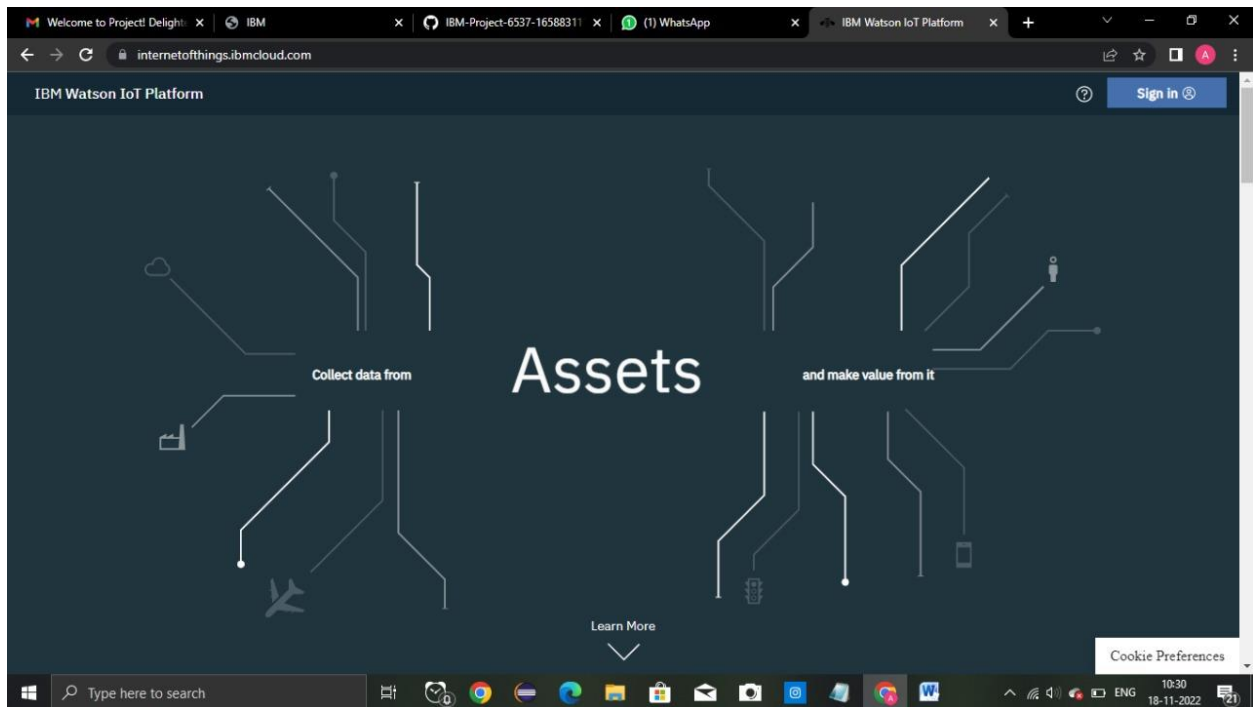 Welcome to Project! Delight
IBM
IBM-Project-6537-16588311
(1) WhatsApp
IBM Watson IoT Platform
internetofthings.ibmcloud.com
A
IBM Watson IoT Platform
Sign in
Collect data from
Assets
and make value from it
Learn More
Cookie Preferences
Type here to search
ENG
10:30
18-11-2022
21